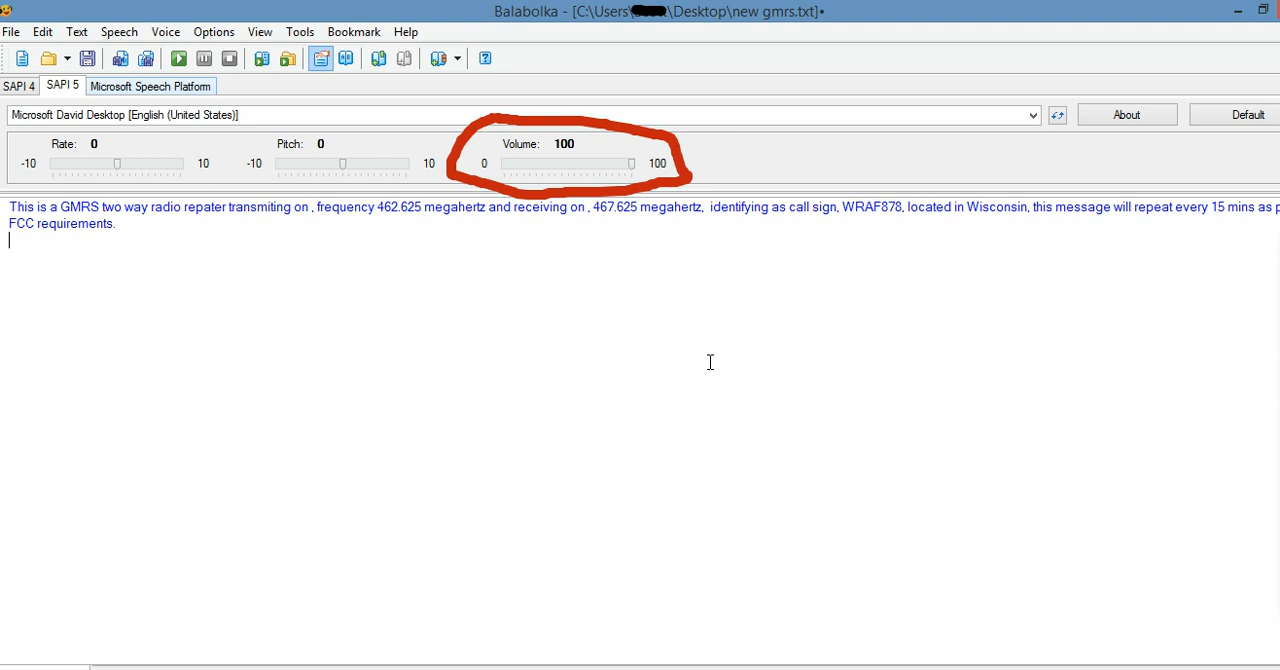 Balabolka - [C:\Users\ \Desktop\new gmrs.txt]•
File Edit Text Speech Voice Options View Tools Bookmark Help
SAPI 4 SAPI 5 Microsoft Speech Platform
Microsoft David Desktop [English (United States)] About Default
Rate: 0 Pitch: 0 Volume: 100
-10 10 -10 10 0 100
This is a GMRS two way radio repater transmiting on , frequency 462.625 megahertz and receiving on , 467.625 megahertz, identifying as call sign, WRAF878, located in Wisconsin, this message will repeat every 15 mins as p
FCC requirements.